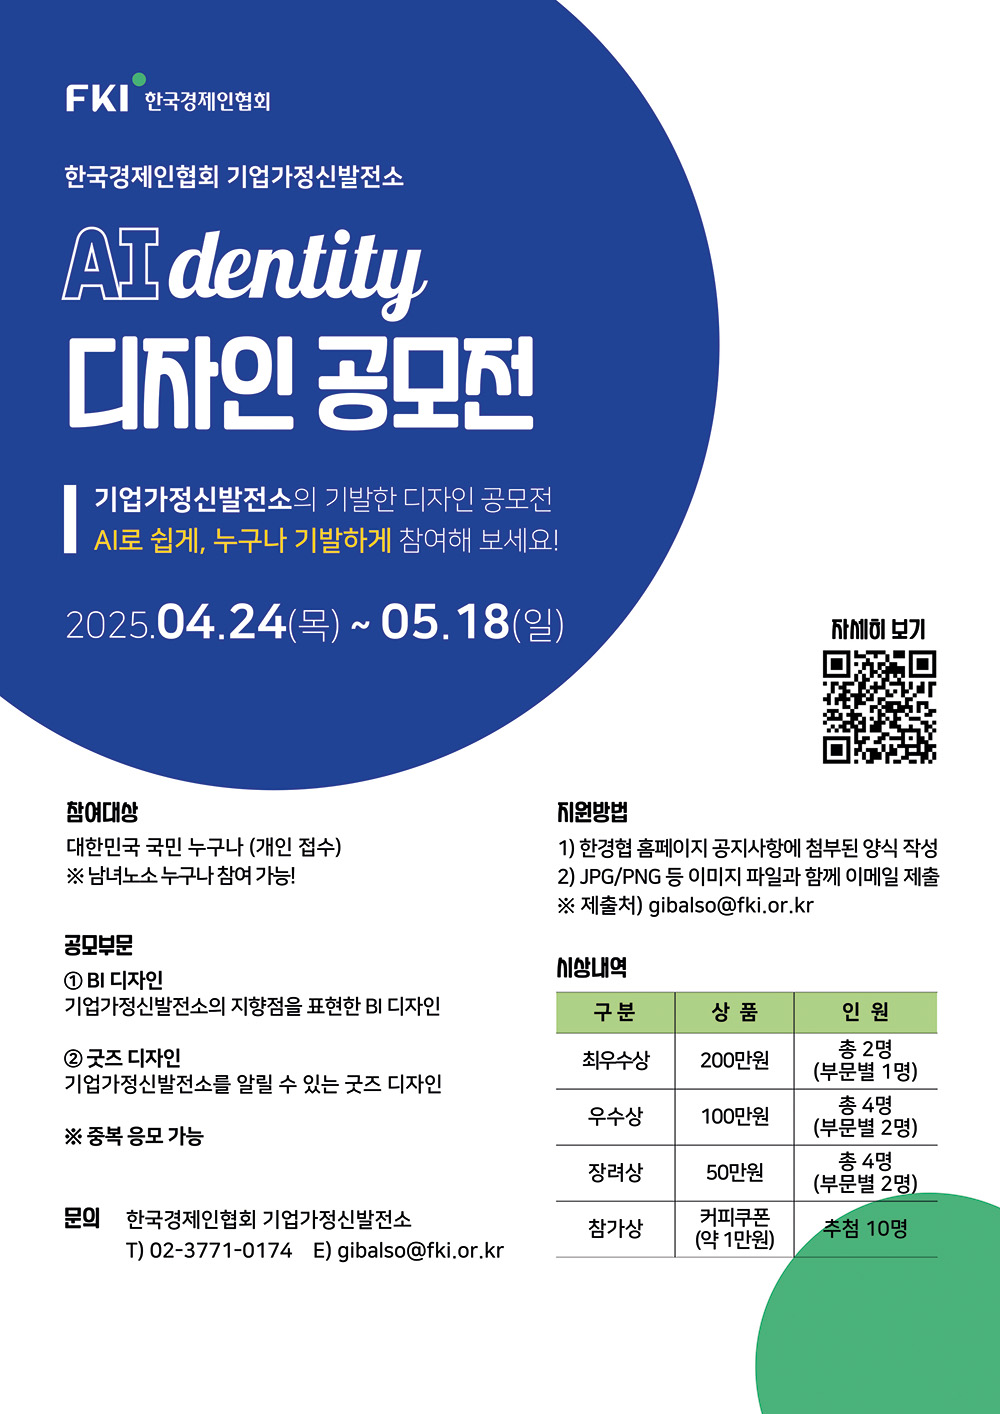 FKI 한국경제인협회
한국경제인협회 기업가정신발전소
AIdentity
디자인 공모전
기업가정신발전소의 기발한 디자인 공모전
AI로 쉽게, 누구나 기발하게 참여해 보세요!
2025.04.24(목) ~ 05.18(일)
자세히 보기
참여대상
대한민국 국민 누구나 (개인 접수)
※ 남녀노소 누구나 참여 가능!
공모부문
① BI 디자인
기업가정신발전소의 지향점을 표현한 BI 디자인
② 굿즈 디자인
기업가정신발전소를 알릴 수 있는 굿즈 디자인
※ 중복 응모 가능
문의 한국경제인협회 기업가정신발전소
T) 02-3771-0174 E) gibalso@fki.or.kr
지원방법
1) 한경협 홈페이지 공지사항에 첨부된 양식 작성
2) JPG/PNG 등 이미지 파일과 함께 이메일 제출
※ 제출처) gibalso@fki.or.kr
시상내역
구 분 상 품 인 원
최우수상 200만원 총 2명
(부문별 1명)
우수상 100만원 총 4명
(부문별 2명)
장려상 50만원 총 4명
(부문별 2명)
참가상 커피쿠폰
(약 1만원) 추첨 10명